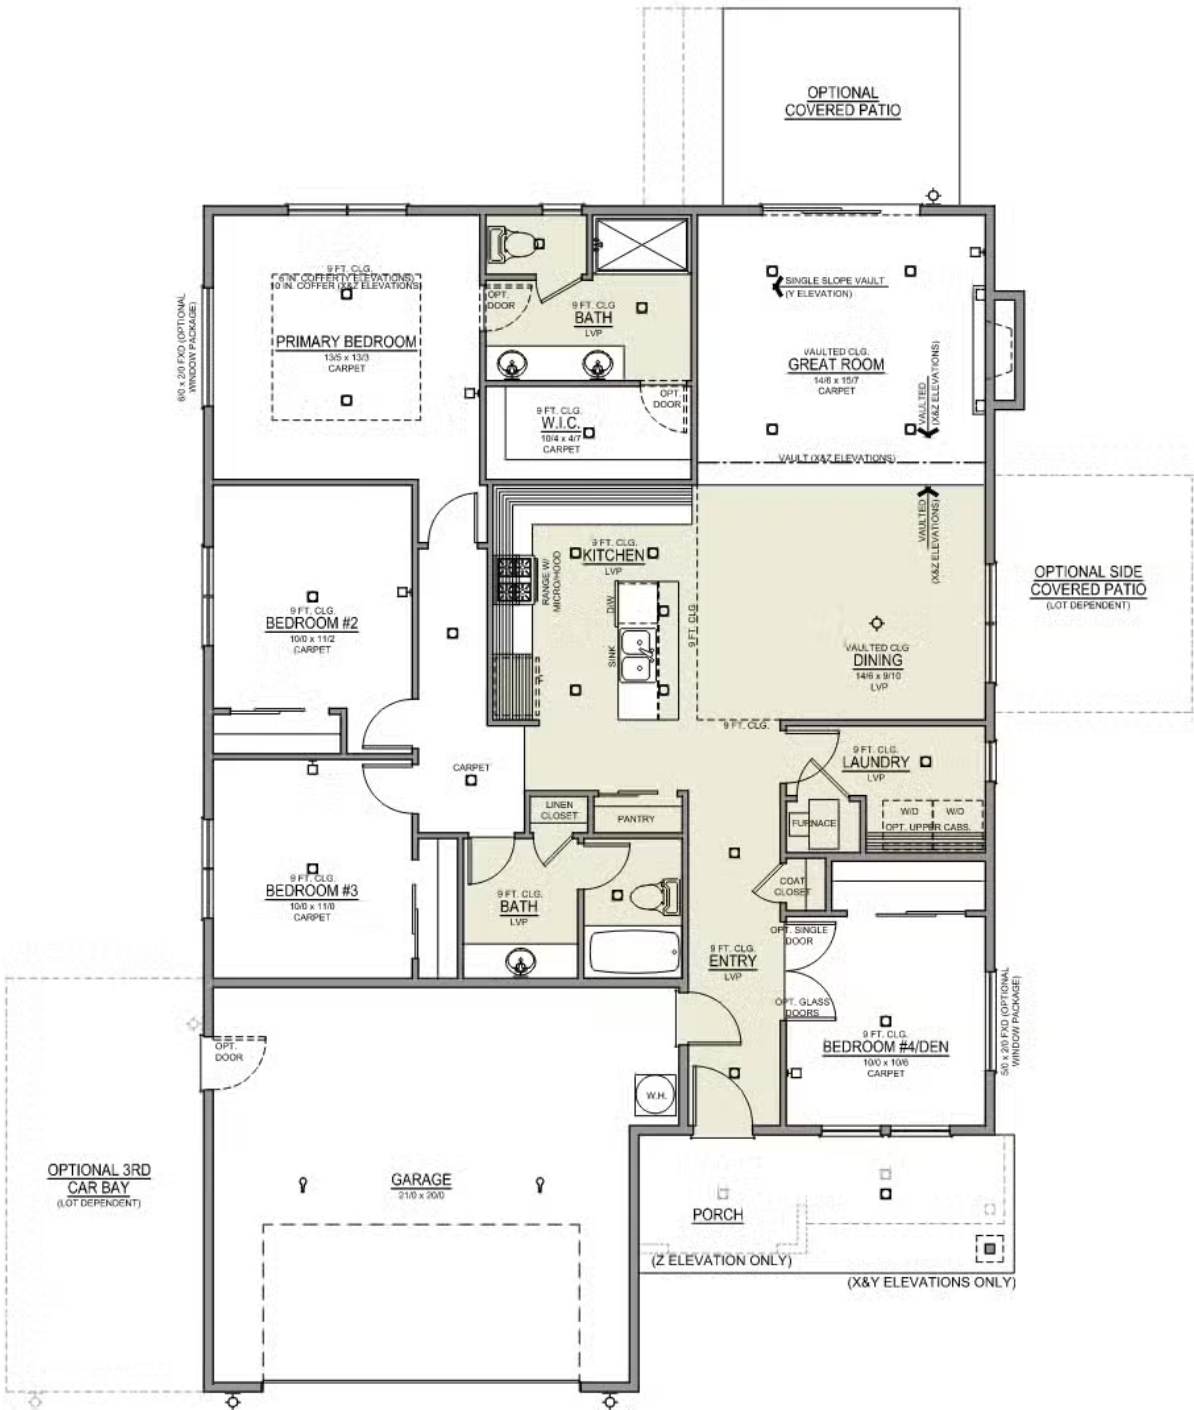 OPTIONAL
COVERED PATIO
9 FT. CLG.
10 IN. COFFER (X&Z ELEVATIONS)
PRIMARY BEDROOM
13/5 x 13/3
CARPET
6/0 x 2/0 FXD (OPTIONAL
WINDOW PACKAGE)
OPT.
DOOR
9 FT. CLG
BATH
LVP
OPT.
DOOR
9 FT. CLG.
W.I.C.
10/4 x 4/7
CARPET
SINGLE SLOPE VAULT
(Y ELEVATION)
VAULTED CLG.
GREAT ROOM
14/6 x 15/7
CARPET
VAULTED
(X&Z ELEVATIONS)
VAULT (X&Z ELEVATIONS)
VAULTED
(X&Z ELEVATIONS)
9 FT. CLG.
KITCHEN
LVP
RANGE W/
MICRO/HOOD
D/W
SINK
9 FT. CLG.
OPTIONAL SIDE
COVERED PATIO
(LOT DEPENDENT)
9 FT. CLG.
BEDROOM #2
10/0 x 11/2
CARPET
VAULTED CLG
DINING
14/6 x 9/10
LVP
9 FT. CLG.
CARPET
9 FT. CLG.
LAUNDRY
LVP
W/D
W/D
OPT. UPPER CABS.
FURNACE
LINEN
CLOSET
PANTRY
9 FT. CLG.
BEDROOM #3
10/0 x 11/0
CARPET
9 FT. CLG.
BATH
LVP
COAT
CLOSET
OPT. SINGLE
DOOR
9 FT. CLG.
ENTRY
LVP
OPT. GLASS
DOORS
9 FT. CLG.
BEDROOM #4/DEN
10/0 x 10/6
CARPET
5/0 x 2/0 FXD (OPTIONAL
WINDOW PACKAGE)
OPT.
DOOR
W.H.
OPTIONAL 3RD
CAR BAY
(LOT DEPENDENT)
GARAGE
21/0 x 20/0
PORCH
(Z ELEVATION ONLY)
(X&Y ELEVATIONS ONLY)